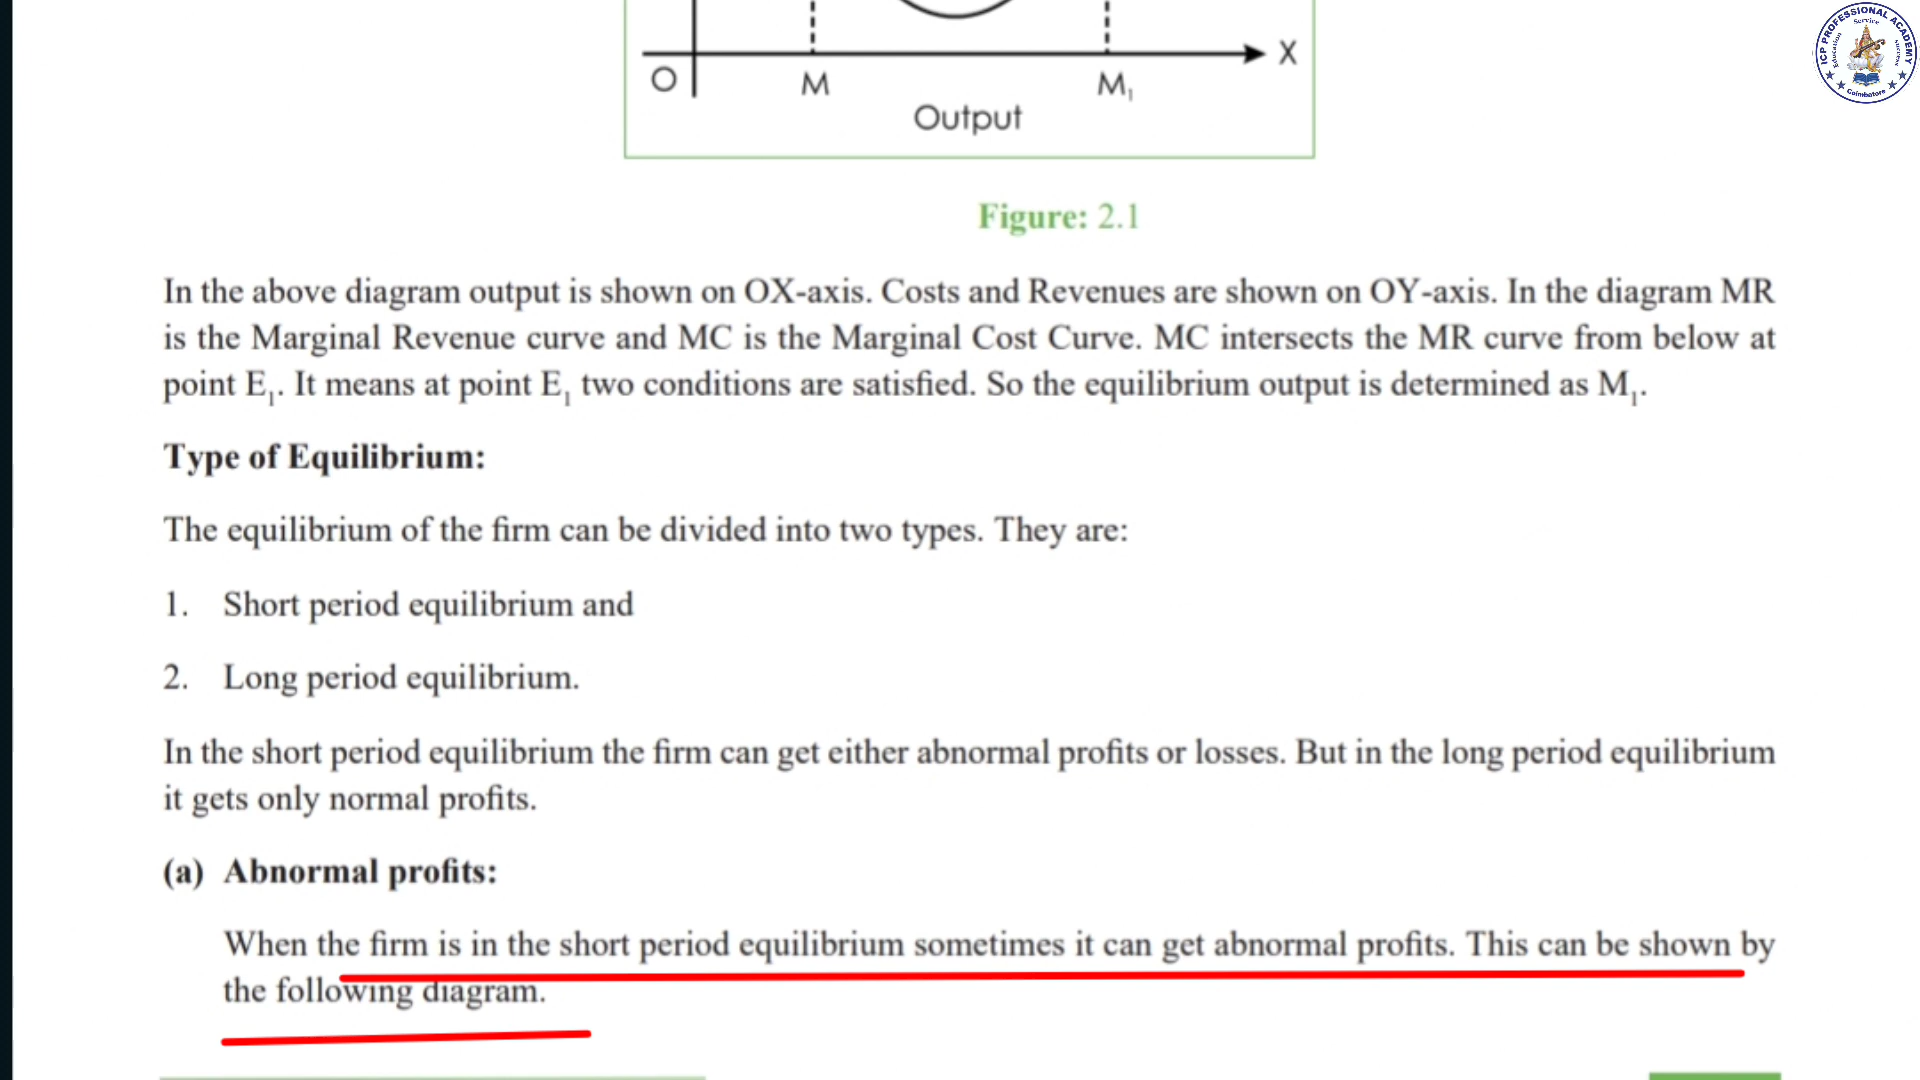 X
O
M
M₁
Output
ICP PROFESSIONAL ACADEMY
Service
Education
Success
Coimbatore
Figure: 2.1
In the above diagram output is shown on OX-axis. Costs and Revenues are shown on OY-axis. In the diagram MR
is the Marginal Revenue curve and MC is the Marginal Cost Curve. MC intersects the MR curve from below at
point E₁. It means at point E₁ two conditions are satisfied. So the equilibrium output is determined as M₁.
Type of Equilibrium:
The equilibrium of the firm can be divided into two types. They are:
1. Short period equilibrium and
2. Long period equilibrium.
In the short period equilibrium the firm can get either abnormal profits or losses. But in the long period equilibrium
it gets only normal profits.
(a) Abnormal profits:
When the firm is in the short period equilibrium sometimes it can get abnormal profits. This can be shown by
the following diagram.